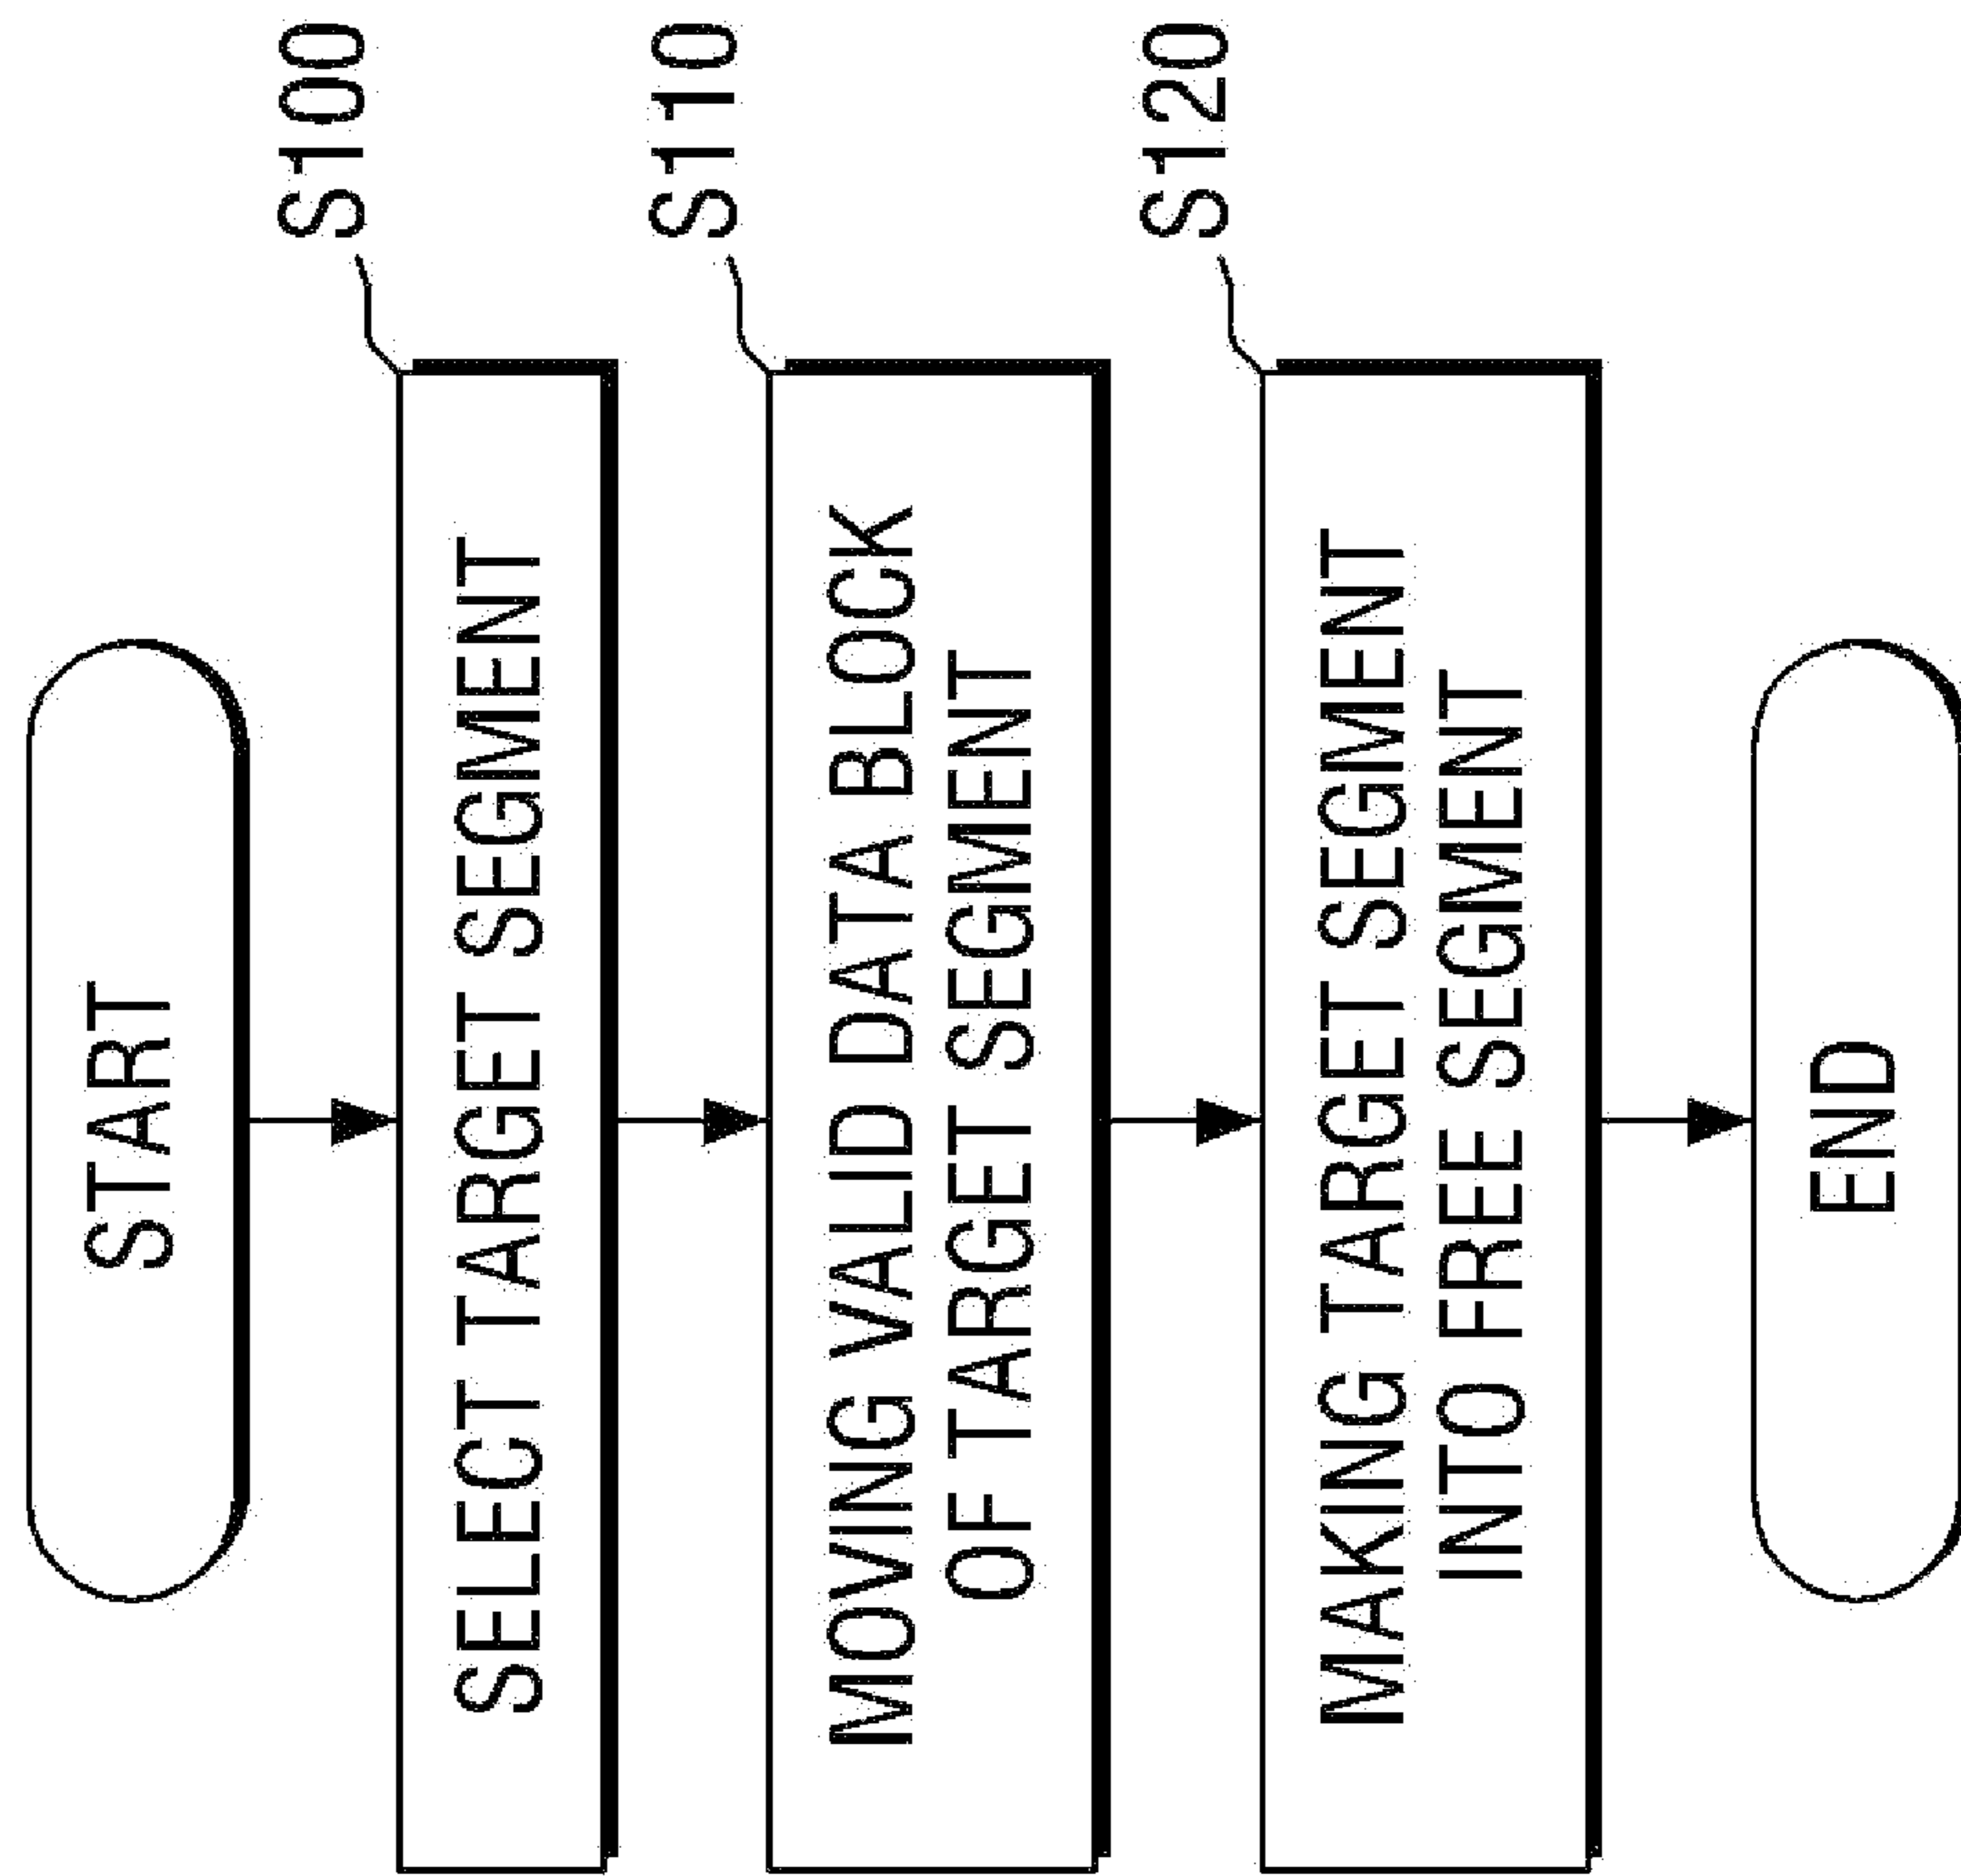 START
S100
SELECT TARGET SEGMENT
S110
MOVING VALID DATA BLOCK
OF TARGET SEGMENT
S120
MAKING TARGET SEGMENT
INTO FREE SEGMENT
END